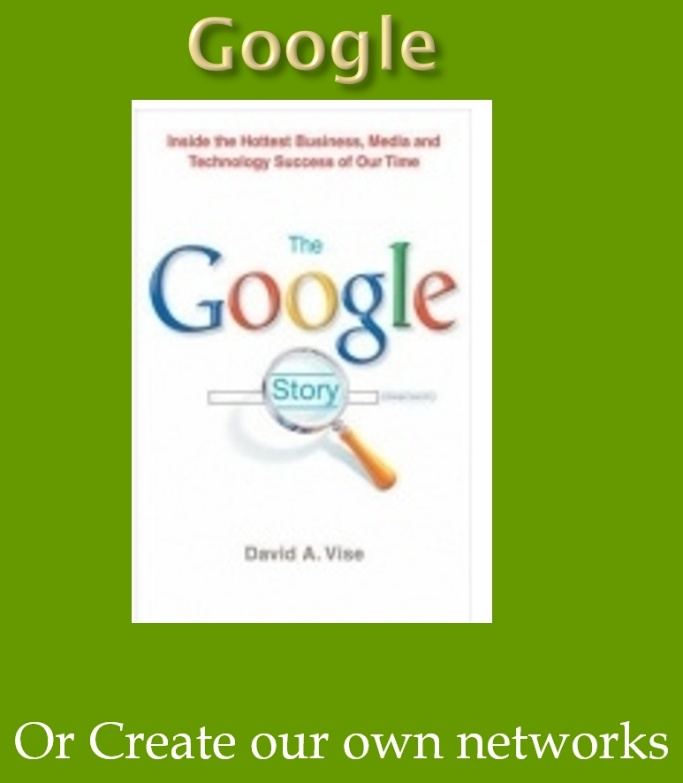 Google
Inside the Hottest Business, Media and
Technology Success of Our Time
The
Google
Story
David A. Vise
Or Create our own networks